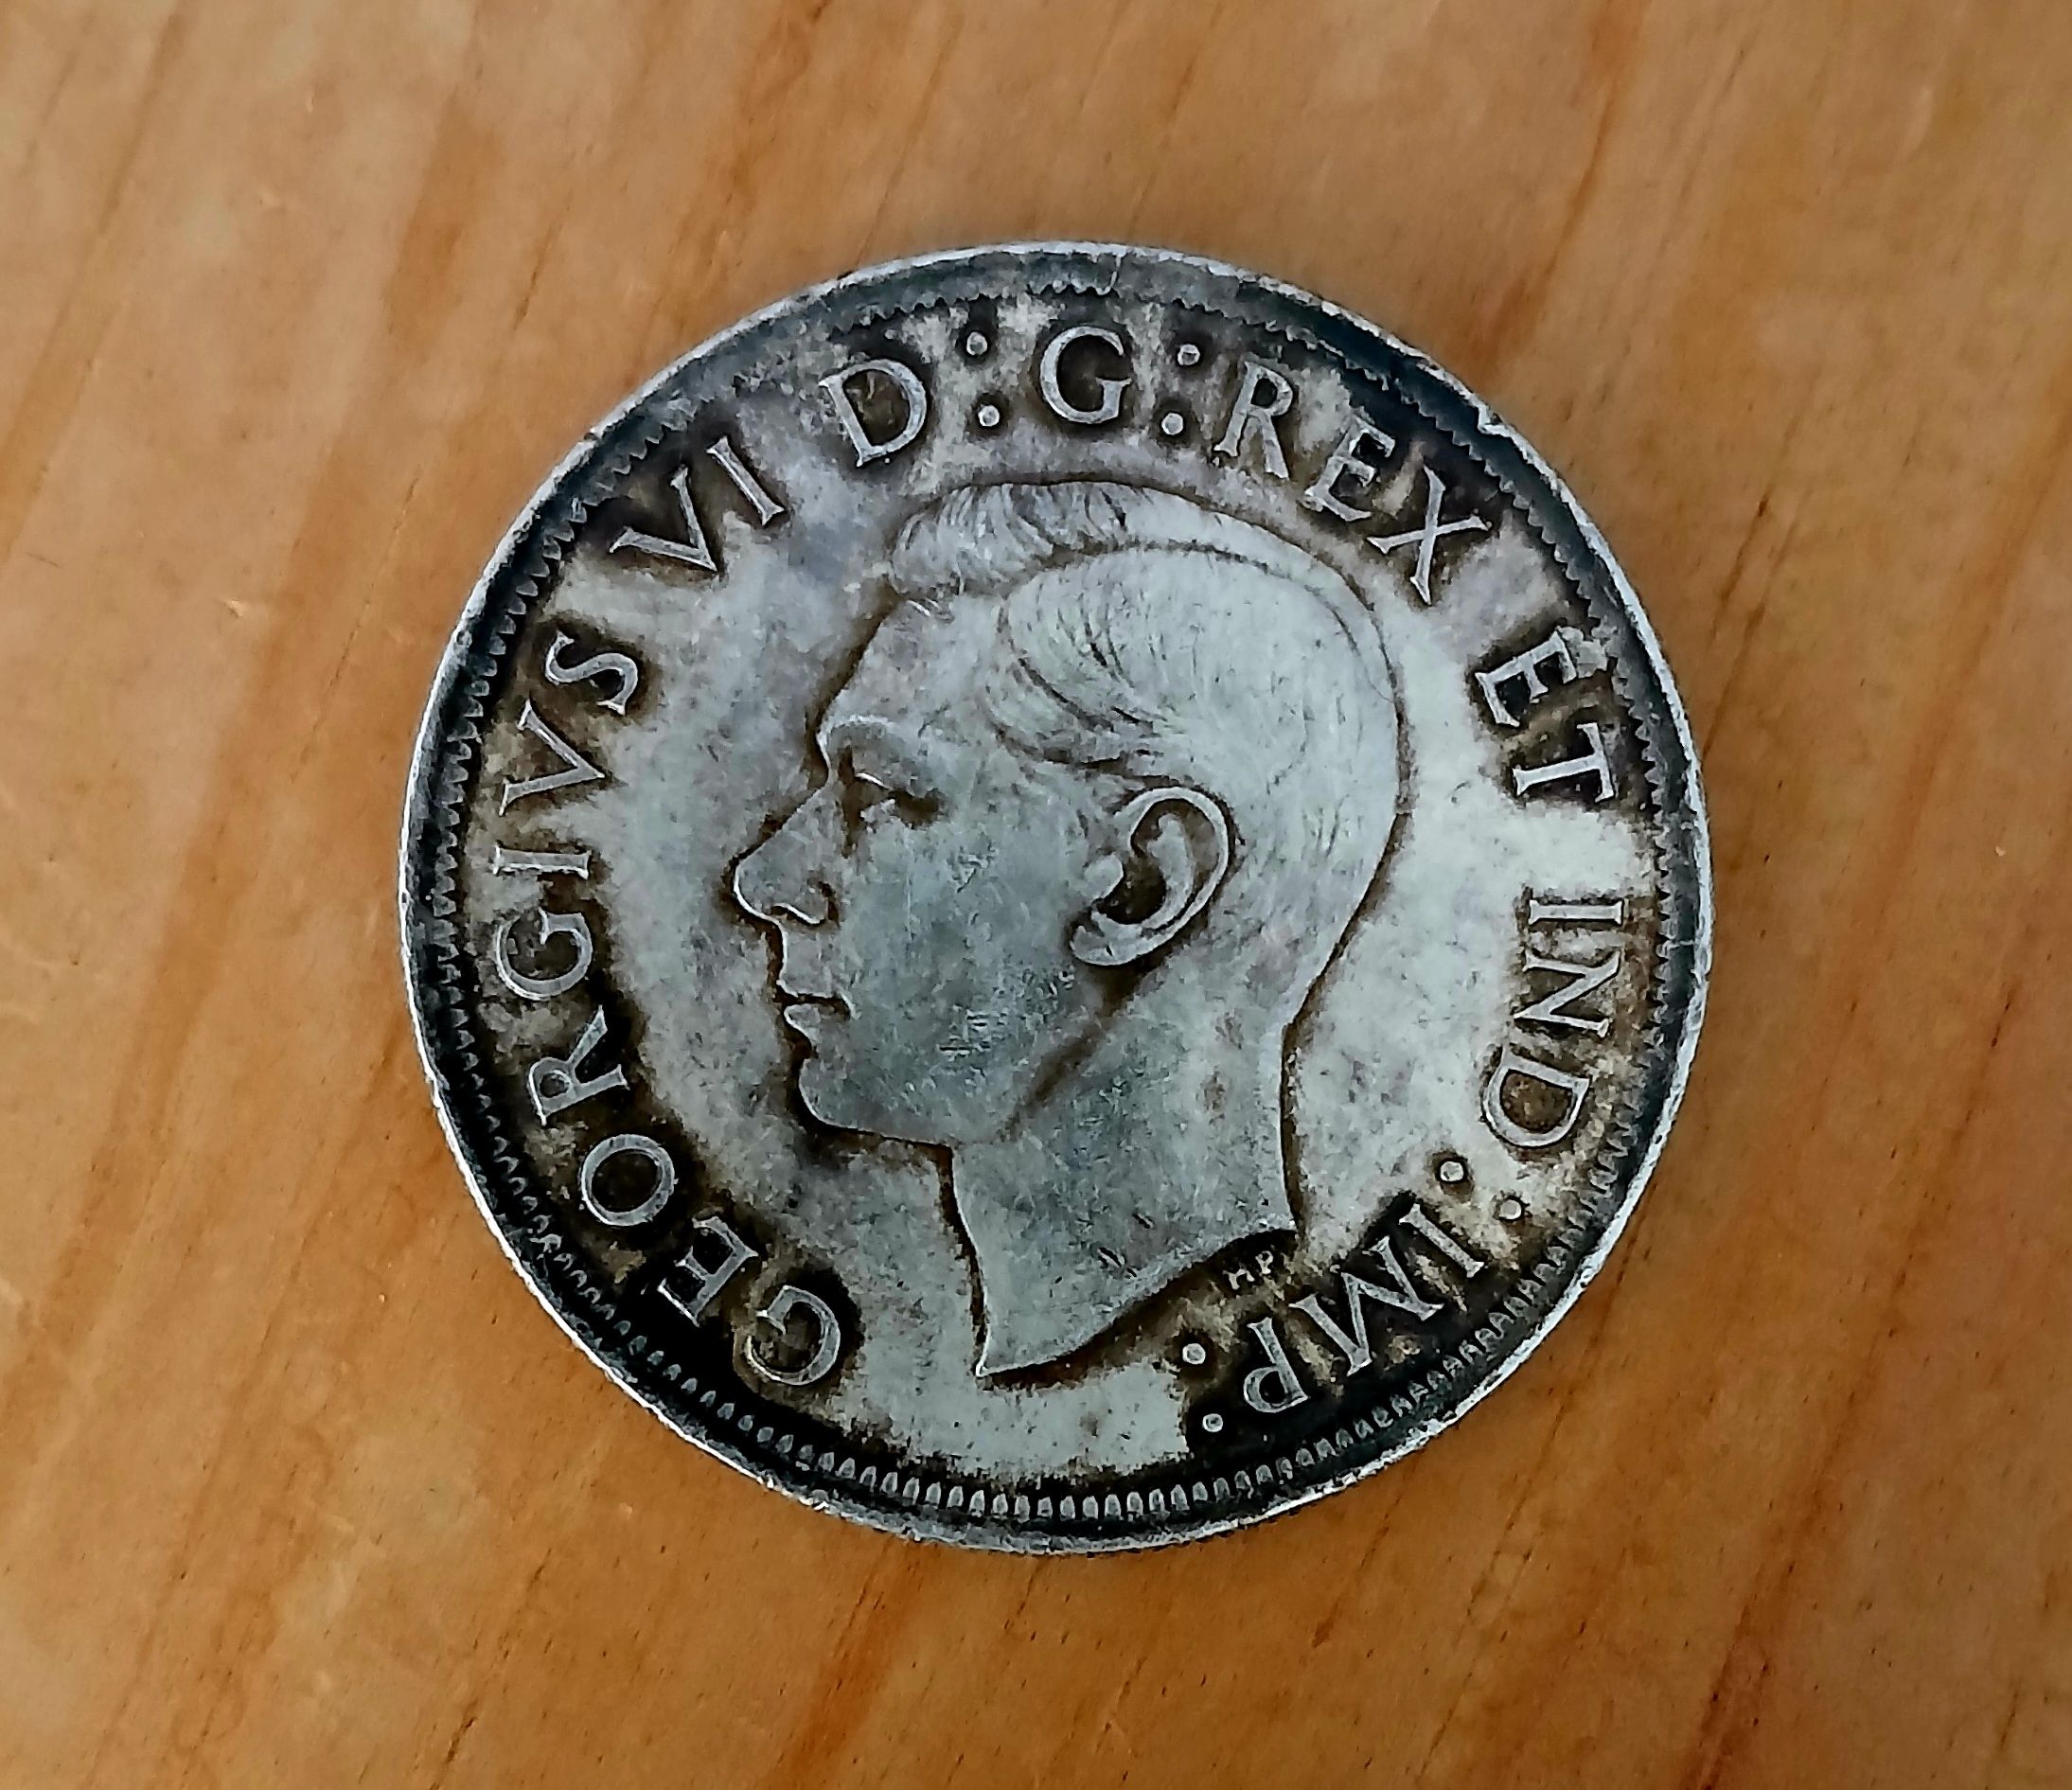 GEORGIVS VI D:G:REX ET IND:IMP:
HP